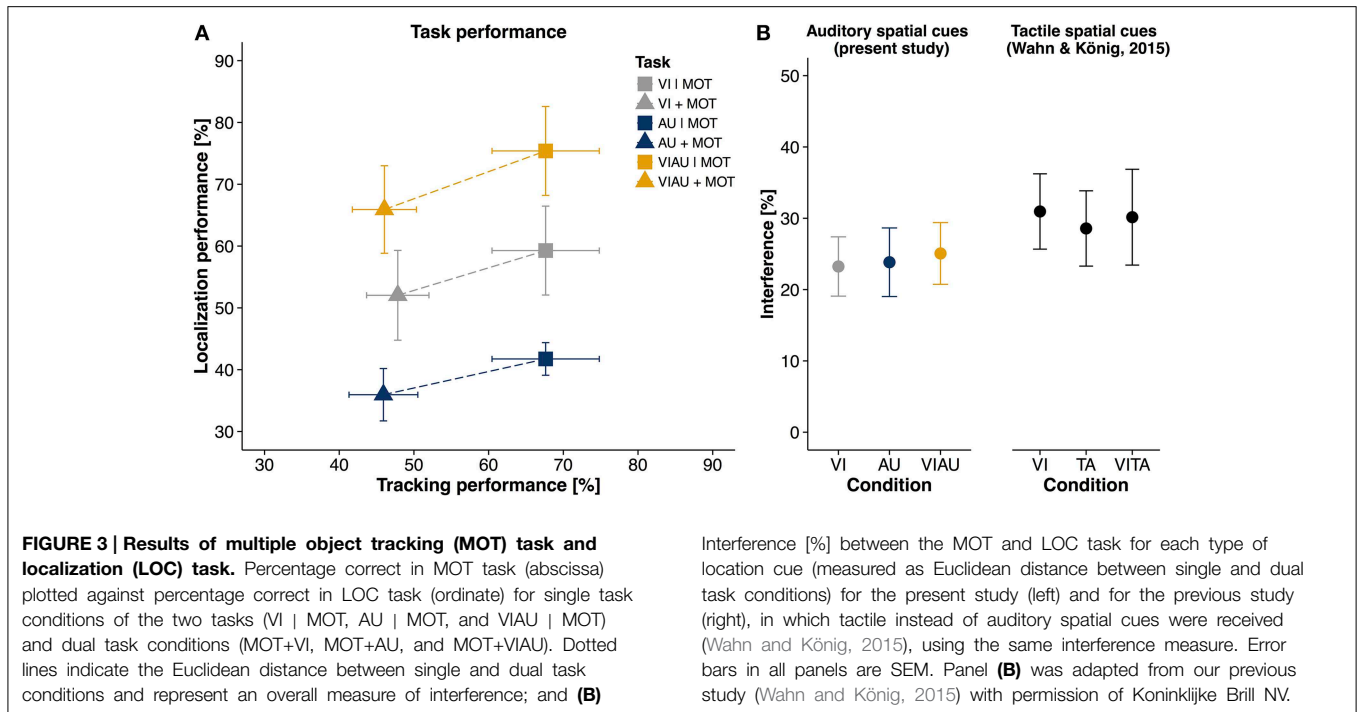 A
Task performance
90
80
70
60
50
40
30
Localization performance [%]
30
40
50
60
70
80
90
Tracking performance [%]
Task
VI | MOT
VI + MOT
AU | MOT
AU + MOT
VIAU | MOT
VIAU + MOT
B
Auditory spatial cues
(present study)
Tactile spatial cues
(Wahn & König, 2015)
50
40
30
20
10
0
Interference [%]
VI
AU
VIAU
Condition
VI
TA
VITA
Condition
FIGURE 3 | Results of multiple object tracking (MOT) task and
localization (LOC) task. Percentage correct in MOT task (abscissa)
plotted against percentage correct in LOC task (ordinate) for single task
conditions of the two tasks (VI | MOT, AU | MOT, and VIAU | MOT)
and dual task conditions (MOT+VI, MOT+AU, and MOT+VIAU). Dotted
lines indicate the Euclidean distance between single and dual task
conditions and represent an overall measure of interference; and (B)
Interference [%] between the MOT and LOC task for each type of
location cue (measured as Euclidean distance between single and dual
task conditions) for the present study (left) and for the previous study
(right), in which tactile instead of auditory spatial cues were received
(Wahn and König, 2015), using the same interference measure. Error
bars in all panels are SEM. Panel (B) was adapted from our previous
study (Wahn and König, 2015) with permission of Koninklijke Brill NV.